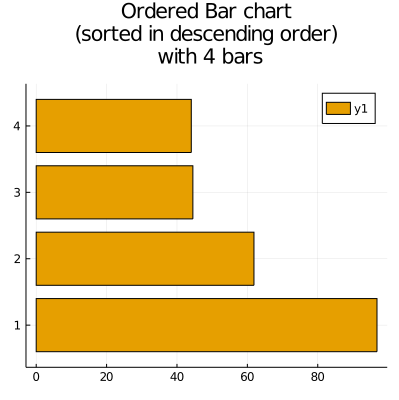 Ordered Bar chart
(sorted in descending order)
with 4 bars
y1
4
3
2
1
0 20 40 60 80